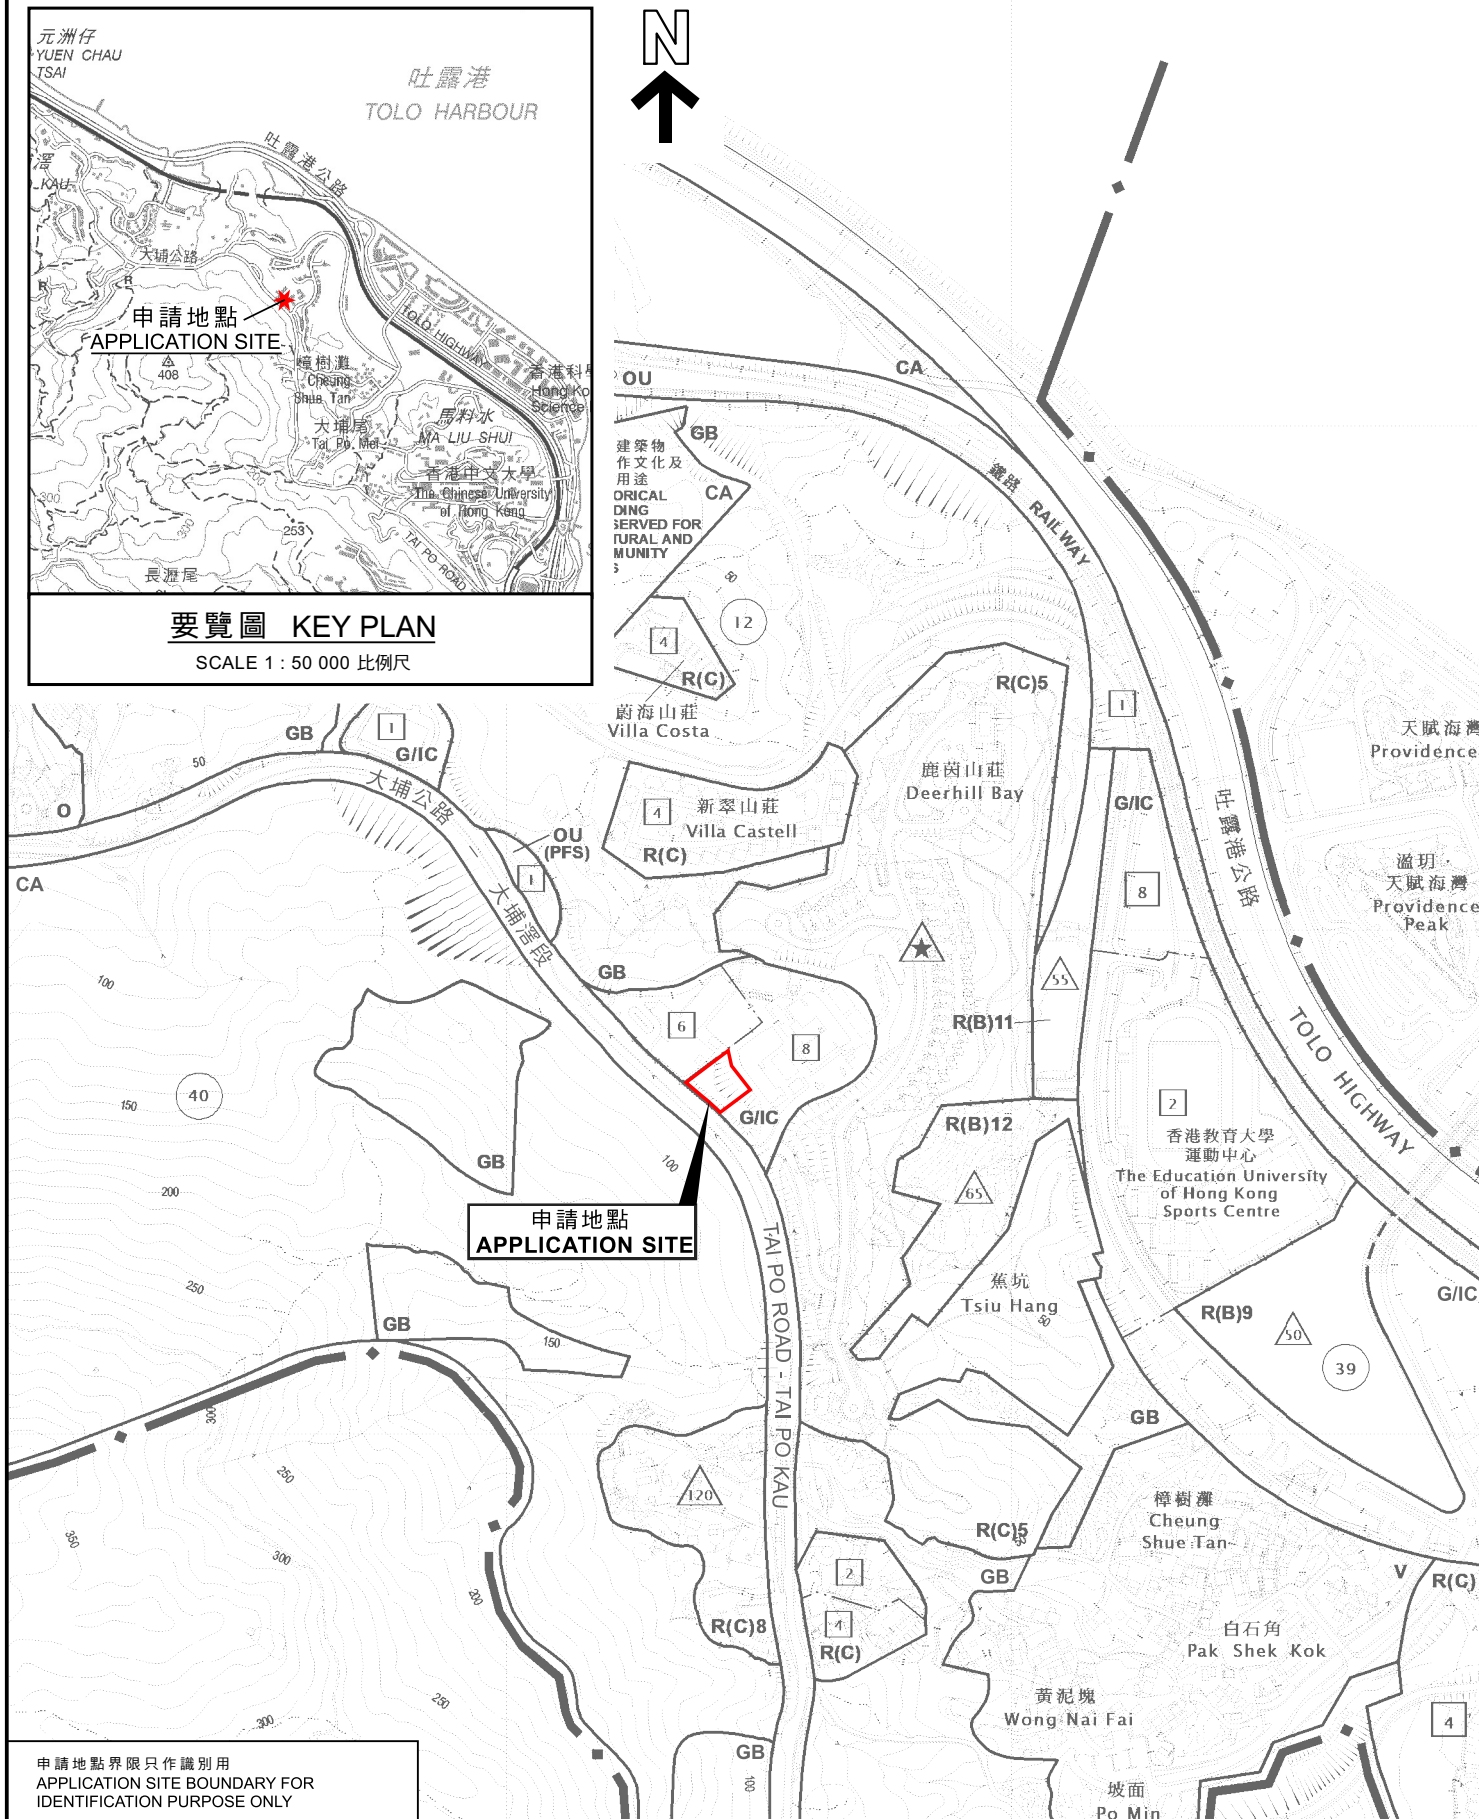 元洲仔
YUEN CHAU
TSAI
吐露港
TOLO HARBOUR
吐露港公路
滘
KAU
大埔公路
R
R
申請地點
APPLICATION SITE
408
樟樹灘
Cheung
Shue Tan
TOLO HIGHWAY
香港科學
Hong Ko
Science
大埔尾
Tai Po Mei
馬料水
MA LIU SHUI
香港中文大學
The Chinese University
of Hong Kong
300
200
300
253
TAI PO ROAD
長瀝尾
要覽圖 KEY PLAN
SCALE 1 : 50 000 比例尺
N
OU
CA
GB
建築物
作文化及
用途
ORICAL
DING
SERVED FOR
TURAL AND
MUNITY
S
CA
鐵路 RAILWAY
50
12
4
R(C)
蔚海山莊
Villa Costa
R(C)5
1
天賦海灣
Providence
GB
1
G/IC
50
大埔公路 – 大埔滘段
O
CA
OU
(PFS)
1
4
新翠山莊
Villa Castell
R(C)
鹿茵山莊
Deerhill Bay
G/IC
吐露港公路
8
溋玥‧
天賦海灣
Providence
Peak
GB
100
55
R(B)11
6
8
TOLO HIGHWAY
40
150
G/IC
R(B)12
2
香港教育大學
運動中心
The Education University
of Hong Kong
Sports Centre
GB
100
200
65
申請地點
APPLICATION SITE
TAI PO ROAD - TAI PO KAU
蕉坑
Tsiu Hang
50
250
GB
150
R(B)9
50
G/IC
39
300
GB
250
120
樟樹灘
Cheung
Shue Tan
R(C)5
50
350
300
200
2
GB
V
R(C)
R(C)8
4
R(C)
白石角
Pak Shek Kok
250
300
黃泥塊
Wong Nai Fai
4
GB
100
申請地點界限只作識別用
APPLICATION SITE BOUNDARY FOR
IDENTIFICATION PURPOSE ONLY
坡面
Po Min